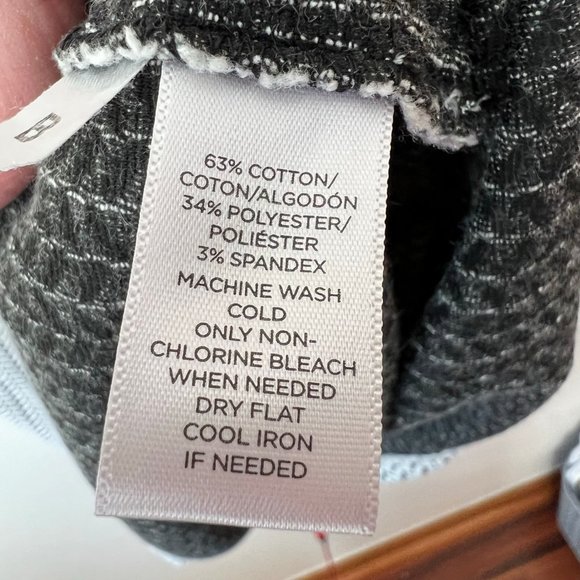 B
63% COTTON/
COTON/ALGODÓN
34% POLYESTER/
POLIÉSTER
3% SPANDEX
MACHINE WASH
COLD
ONLY NON-
CHLORINE BLEACH
WHEN NEEDED
DRY FLAT
COOL IRON
IF NEEDED